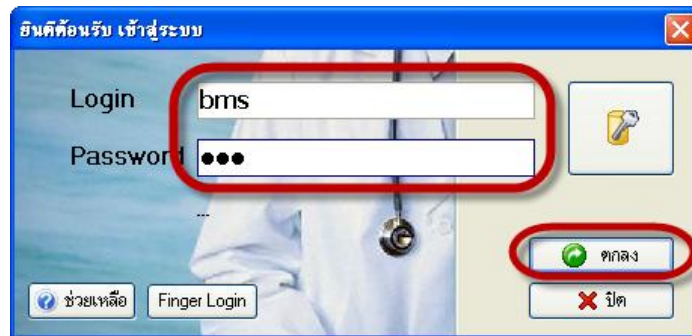 ยินดีต้อนรับ เข้าสู่ระบบ
Login
bms
Password
●●●
...
ตกลง
ช่วยเหลือ
Finger Login
ปิด